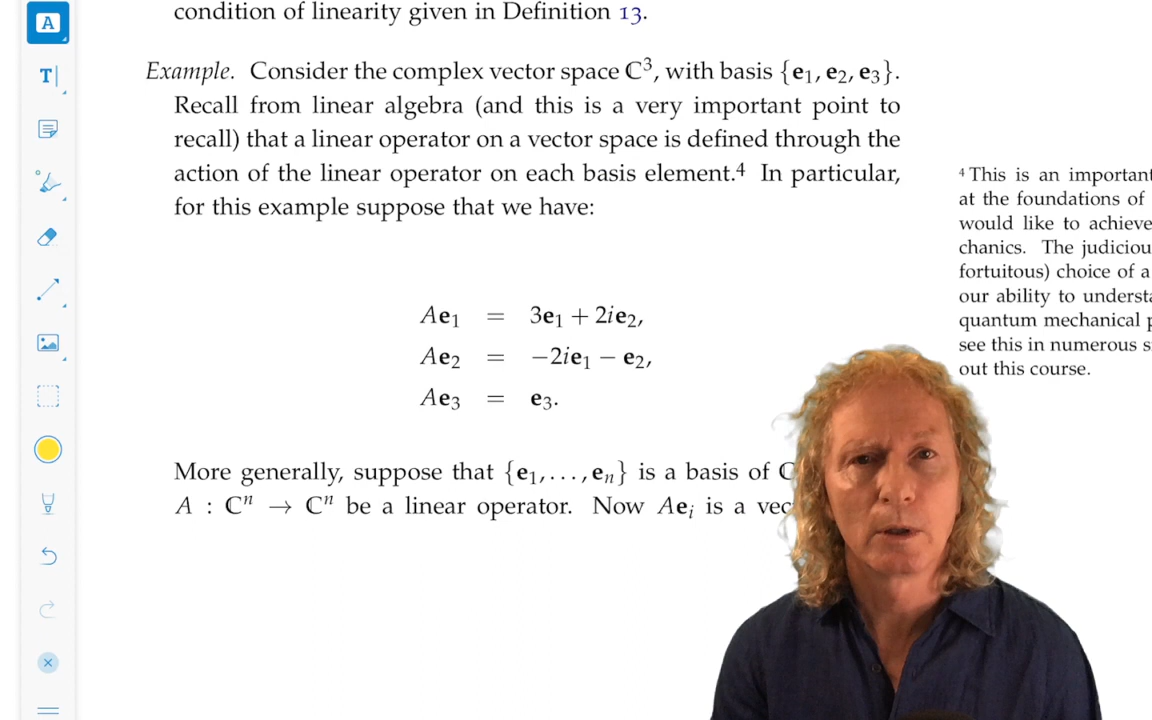 condition of linearity given in Definition 13.
Example. Consider the complex vector space ℂ³, with basis {e₁, e₂, e₃}.
Recall from linear algebra (and this is a very important point to
recall) that a linear operator on a vector space is defined through the
action of the linear operator on each basis element.⁴ In particular,
for this example suppose that we have:
Ae₁ = 3e₁ + 2ie₂,
Ae₂ = −2ie₁ − e₂,
Ae₃ = e₃.
More generally, suppose that {e₁, . . . , eₙ} is a basis of
A : ℂⁿ → ℂⁿ be a linear operator. Now Aeᵢ is a
⁴ This is an important
at the foundations of
would like to achieve
chanics. The
fortuitous) choice of a
our ability to
quantum mechanical
see this in numerous
out this course.
A
T